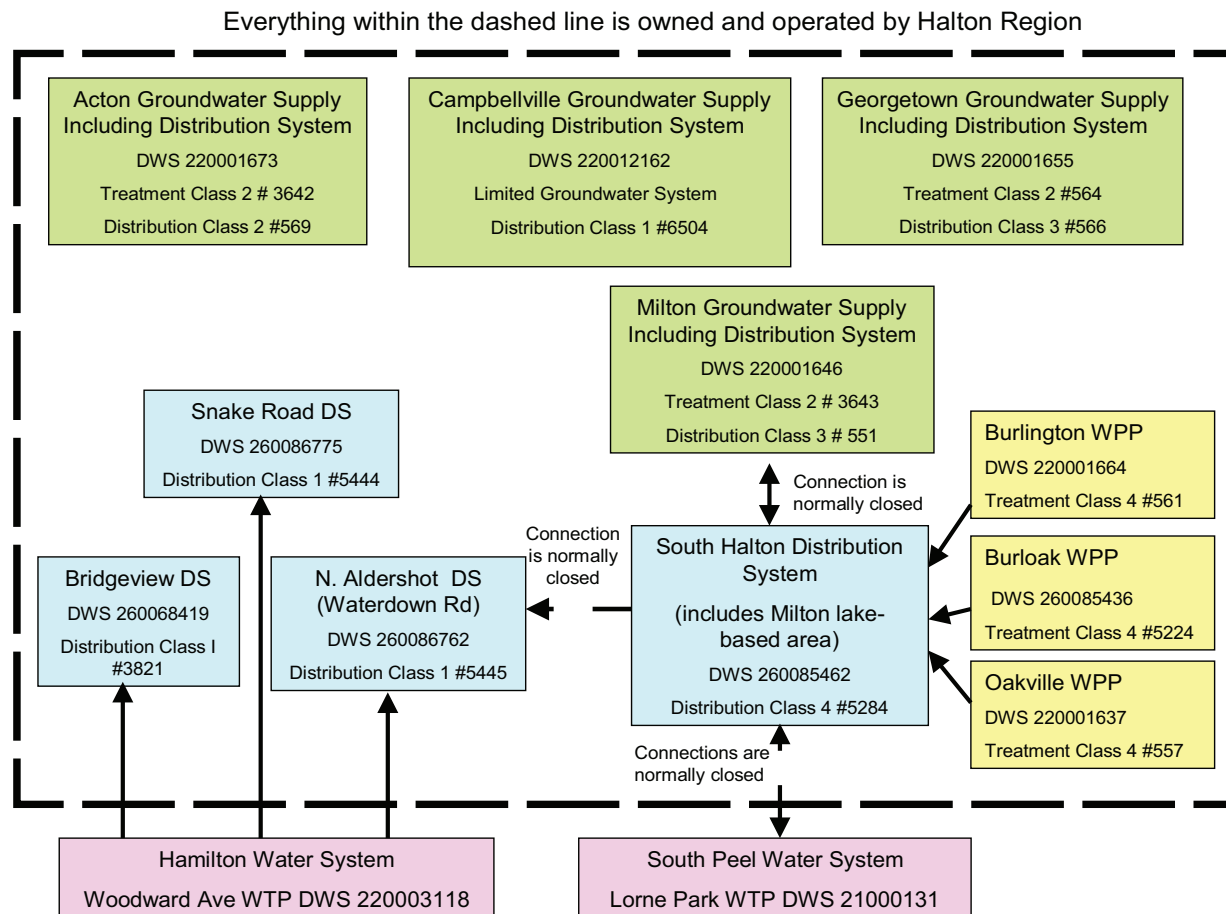 Everything within the dashed line is owned and operated by Halton Region
Acton Groundwater Supply
Including Distribution System
DWS 220001673
Treatment Class 2 # 3642
Distribution Class 2 #569
Campbellville Groundwater Supply
Including Distribution System
DWS 220012162
Limited Groundwater System
Distribution Class 1 #6504
Georgetown Groundwater Supply
Including Distribution System
DWS 220001655
Treatment Class 2 #564
Distribution Class 3 #566
Milton Groundwater Supply
Including Distribution System
DWS 220001646
Treatment Class 2 # 3643
Distribution Class 3 # 551
Snake Road DS
DWS 260086775
Distribution Class 1 #5444
Burlington WPP
DWS 220001664
Treatment Class 4 #561
Connection is
normally closed
Connection
is normally
closed
South Halton Distribution
System
(includes Milton lake-
based area)
DWS 260085462
Distribution Class 4 #5284
Burloak WPP
DWS 260085436
Treatment Class 4 #5224
Bridgeview DS
DWS 260068419
Distribution Class I
#3821
N. Aldershot DS
(Waterdown Rd)
DWS 260086762
Distribution Class 1 #5445
Oakville WPP
DWS 220001637
Treatment Class 4 #557
Connections are
normally closed
Hamilton Water System
Woodward Ave WTP DWS 220003118
South Peel Water System
Lorne Park WTP DWS 21000131